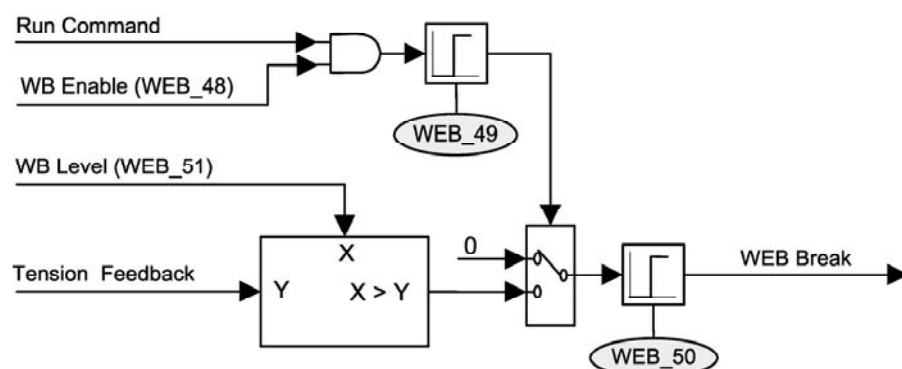 Run Command
WB Enable (WEB_48)
WEB_49
WB Level (WEB_51)
X
0
WEB Break
Tension Feedback
Y
X > Y
WEB_50